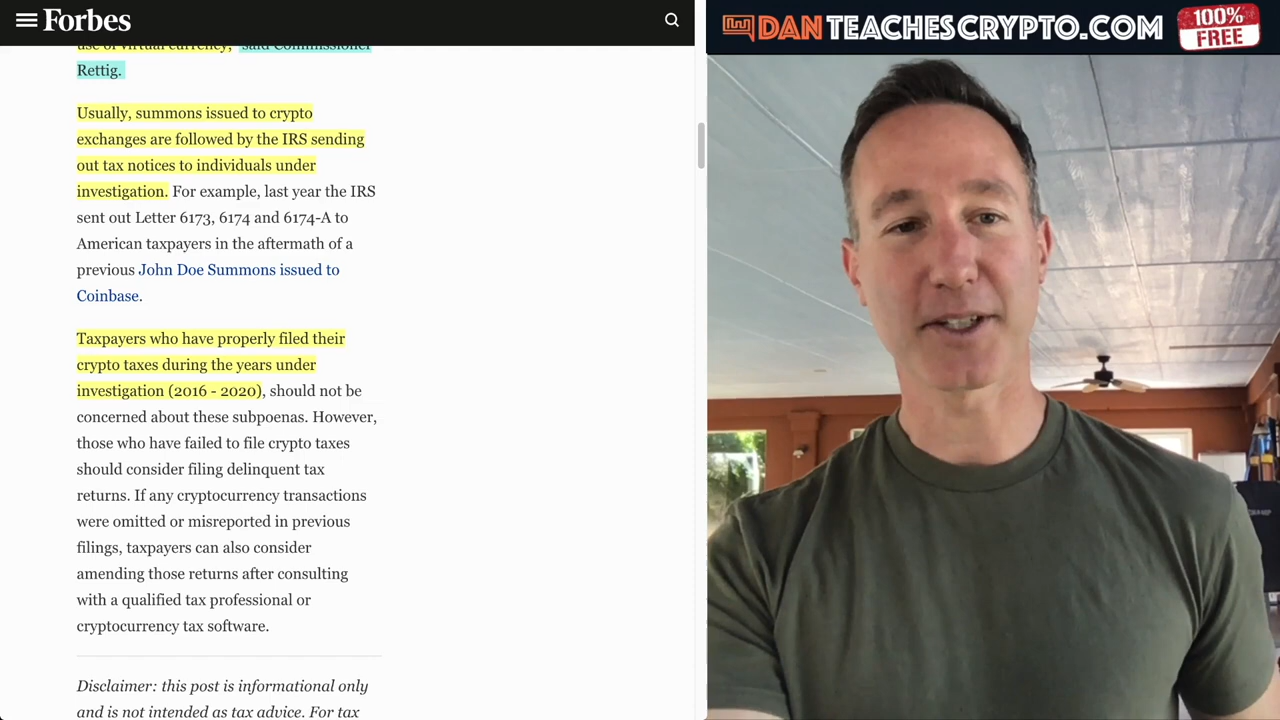 Forbes
use of virtual currency," said Commissioner
Rettig.
Usually, summons issued to crypto
exchanges are followed by the IRS sending
out tax notices to individuals under
investigation. For example, last year the IRS
sent out Letter 6173, 6174 and 6174-A to
American taxpayers in the aftermath of a
previous John Doe Summons issued to
Coinbase.
Taxpayers who have properly filed their
crypto taxes during the years under
investigation (2016 - 2020), should not be
concerned about these subpoenas. However,
those who have failed to file crypto taxes
should consider filing delinquent tax
returns. If any cryptocurrency transactions
were omitted or misreported in previous
filings, taxpayers can also consider
amending those returns after consulting
with a qualified tax professional or
cryptocurrency tax software.
Disclaimer: this post is informational only
and is not intended as tax advice. For tax
DANTEACHESCRYPTO.COM
100%
FREE